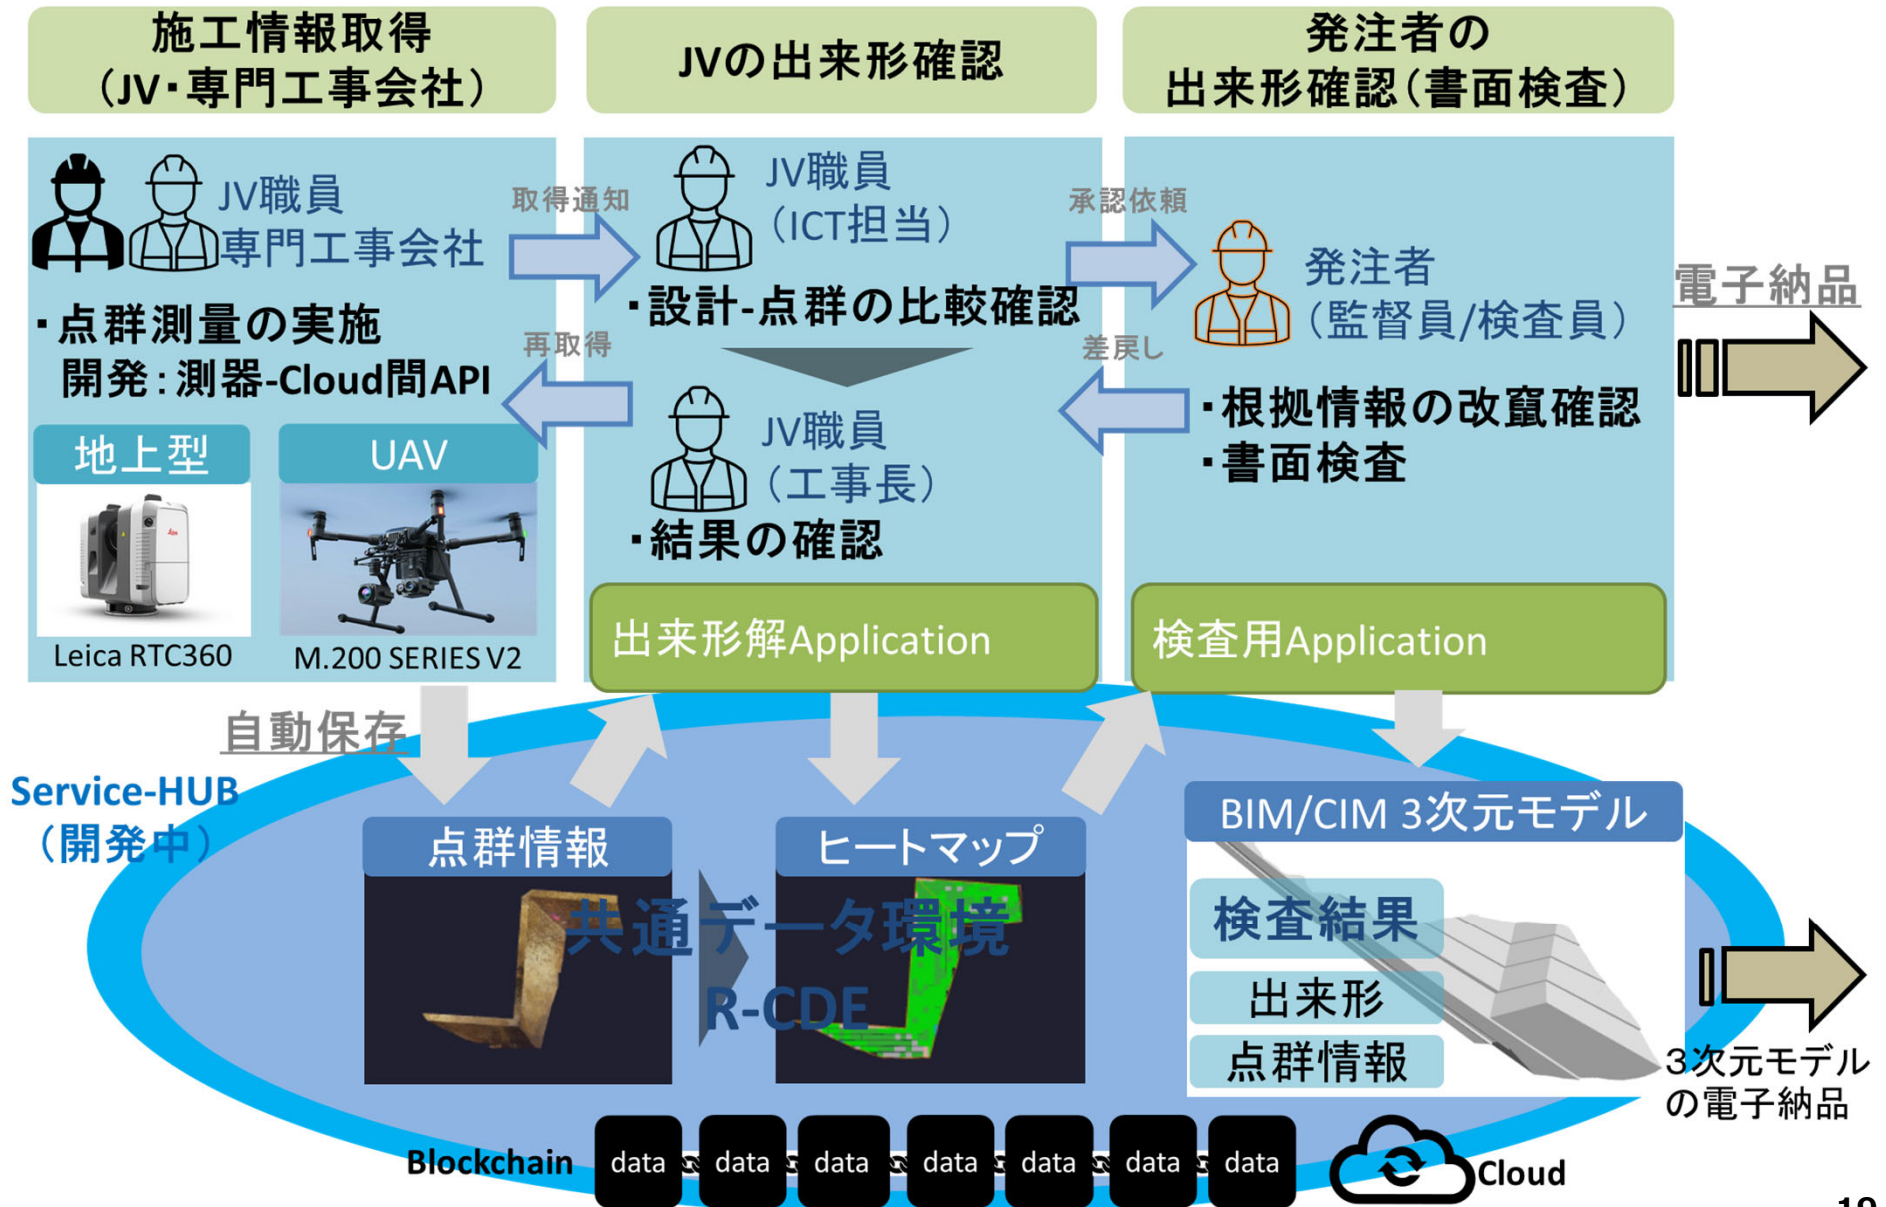 施工情報取得
（JV・専門工事会社）
JVの出来形確認
発注者の
出来形確認（書面検査）
JV職員
専門工事会社
取得通知
JV職員
（ICT担当）
承認依頼
発注者
（監督員/検査員）
電子納品
・点群測量の実施
開発：測器-Cloud間API
再取得
・設計-点群の比較確認
差戻し
JV職員
（工事長）
・結果の確認
・根拠情報の改竄確認
・書面検査
地上型
UAV
Leica RTC360
M.200 SERIES V2
出来形解Application
検査用Application
自動保存
Service-HUB
（開発中）
点群情報
ヒートマップ
BIM/CIM 3次元モデル
共通データ環境
R-CDE
検査結果
出来形
点群情報
3次元モデル
の電子納品
Blockchain
data
data
data
data
data
data
data
Cloud